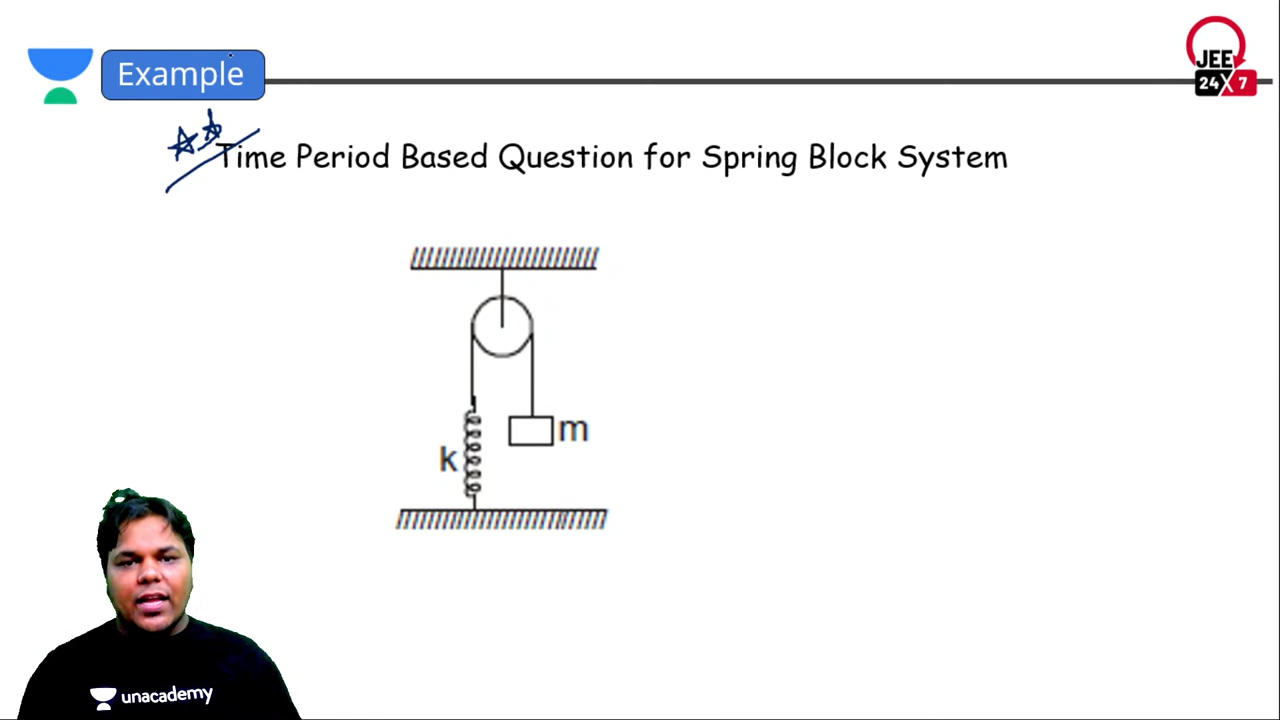 Example
JEE
24X7
Time Period Based Question for Spring Block System
m
k
unacademy